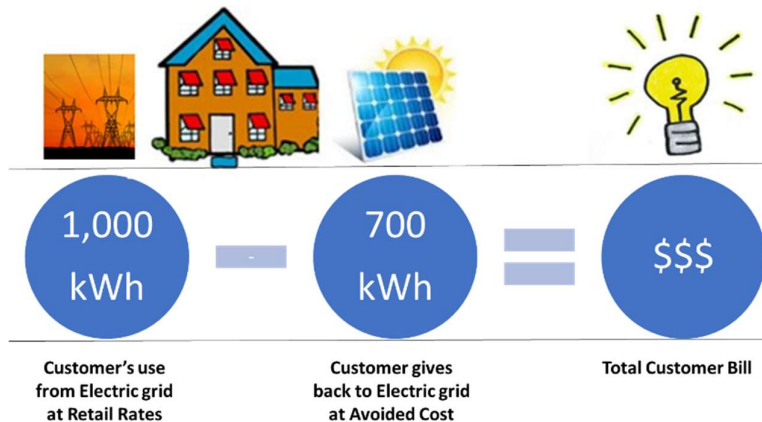 1,000
kWh
-
700
kWh
$$$
Customer's use
from Electric grid
at Retail Rates
Customer gives
back to Electric grid
at Avoided Cost
Total Customer Bill